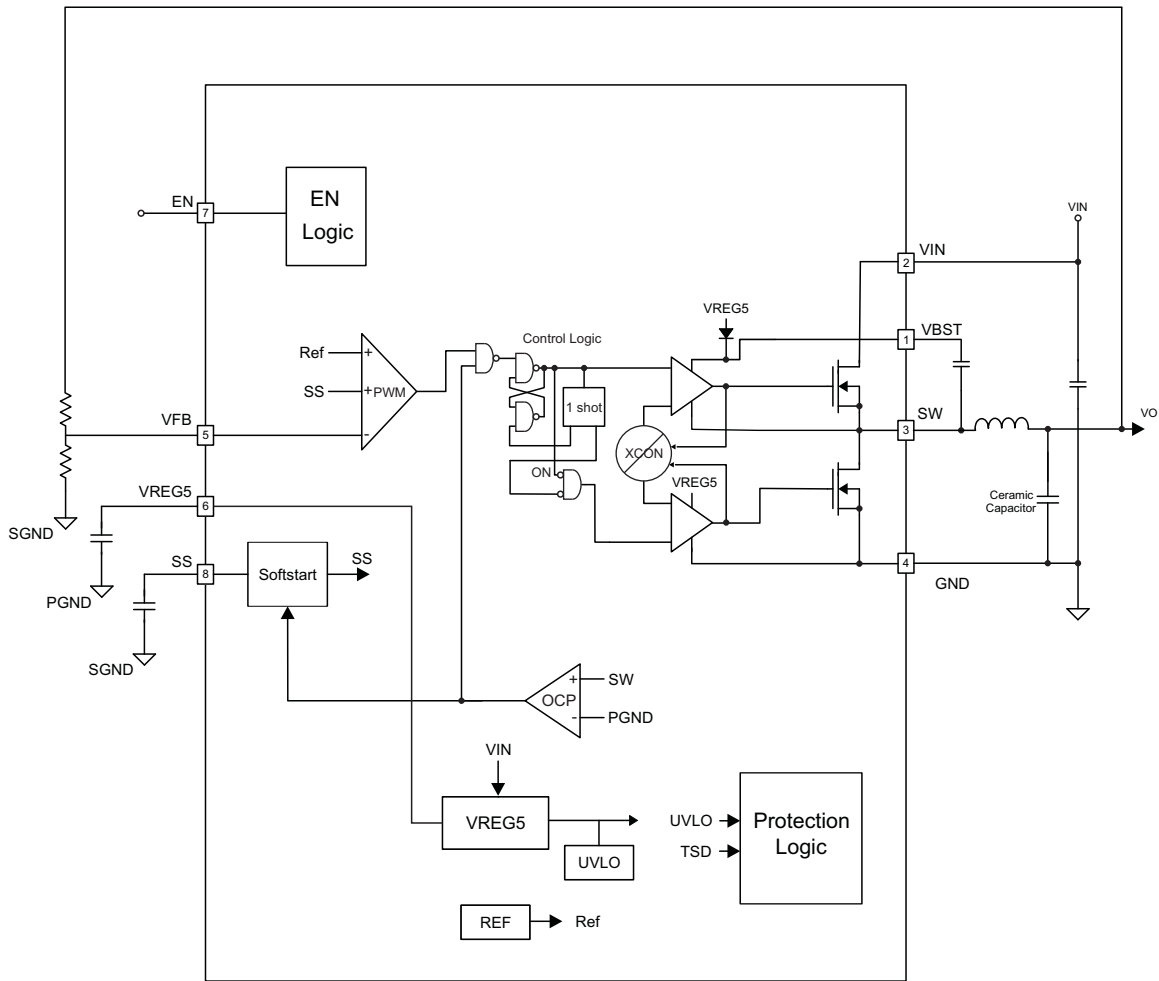 EN
7
EN
Logic
VIN
VIN
2
VREG5
VBST
1
Control Logic
Ref
+
SS
+
PWM
-
1 shot
VFB
5
SW
3
VO
XCON
ON
VREG5
VREG5
6
Ceramic
Capacitor
SGND
SS
8
Softstart
SS
4
GND
PGND
SGND
+
SW
OCP
-
PGND
VIN
VREG5
UVLO
UVLO
TSD
Protection
Logic
REF
Ref